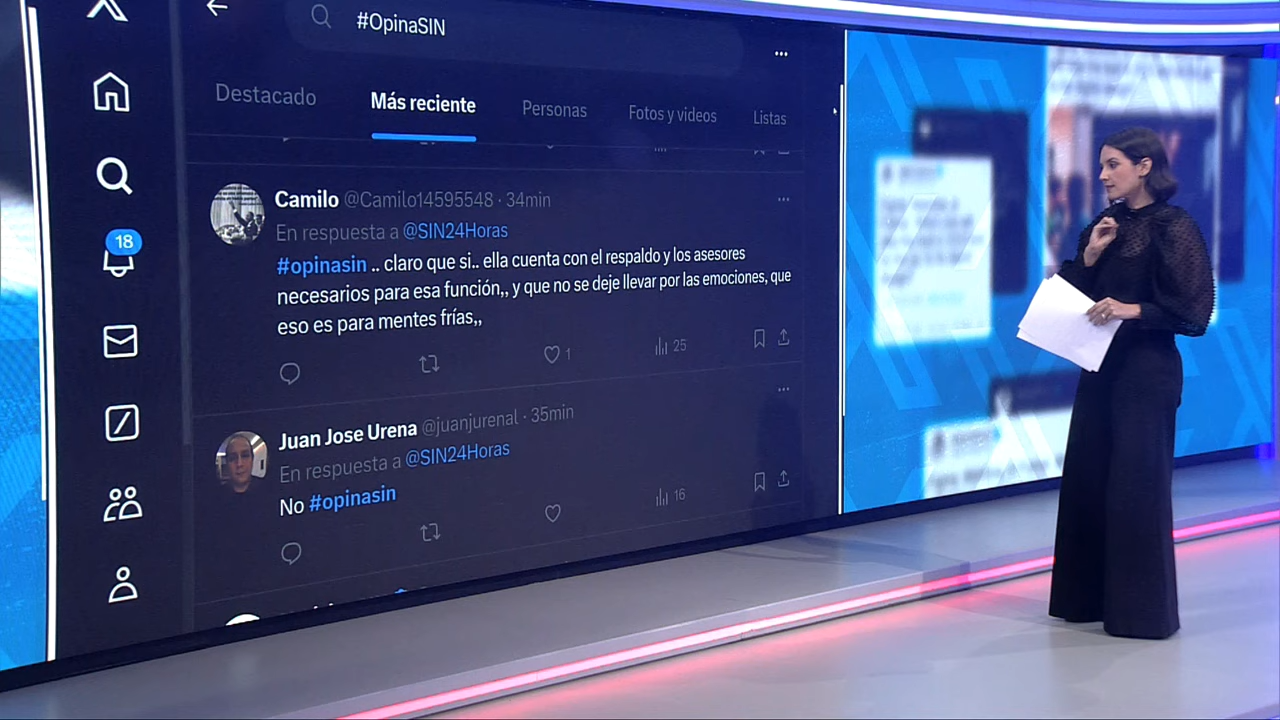 #OpinaSIN
Destacado Más reciente Personas Fotos y videos Listas
Camilo @Camilo14595548 · 34min
En respuesta a @SIN24Horas
18
#opinasin .. claro que si.. ella cuenta con el respaldo y los asesores
necesarios para esa función,, y que no se deje llevar por las emociones, que
eso es para mentes frías,,
1 25
Juan Jose Urena @juanjurenal · 35min
En respuesta a @SIN24Horas
No #opinasin
16